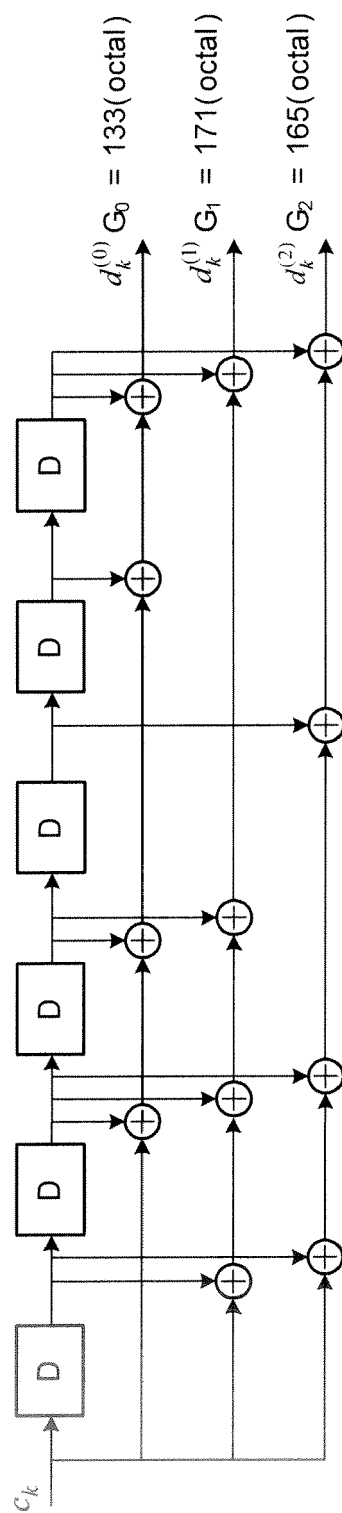 c_k
D
D
D
D
D
D
d_k^{(0)} G_0 = 133(octal)
d_k^{(1)} G_1 = 171(octal)
d_k^{(2)} G_2 = 165(octal)